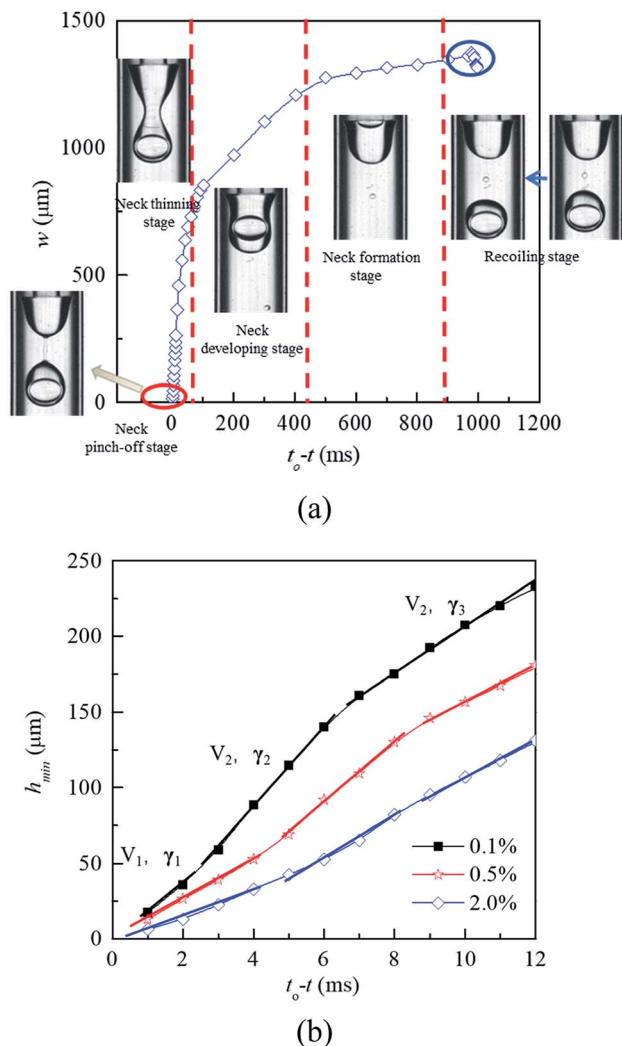 1500
1000
500
0
w (μm)
Neck thinning
stage
Neck
developing stage
Neck formation
stage
Recoiling stage
Neck
pinch-off stage
0 200 400 600 800 1000 1200
t_o-t (ms)
(a)
250
200
150
100
50
0
h_min (μm)
V₂, γ₃
V₂, γ₂
V₁, γ₁
0.1%
0.5%
2.0%
0 2 4 6 8 10 12
t_o-t (ms)
(b)